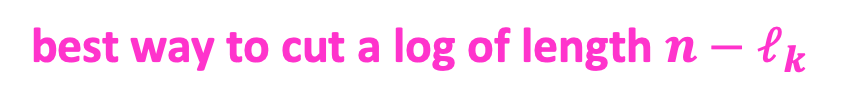 best way to cut a log of length n − ℓₖ